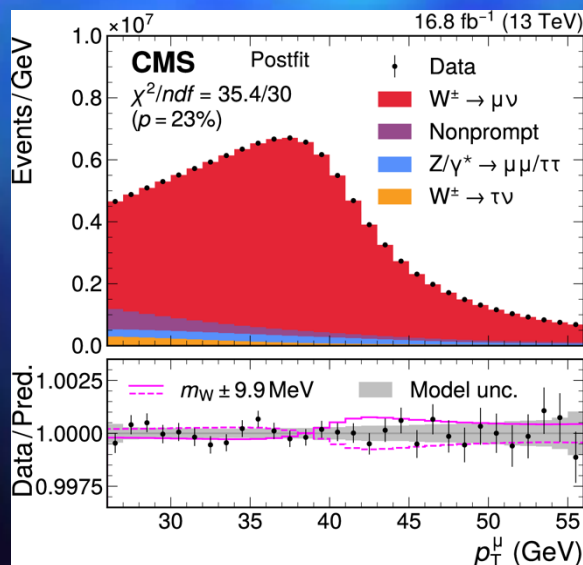 ×10⁷
16.8 fb⁻¹ (13 TeV)
CMS Postfit
χ²/ndf = 35.4/30
(p = 23%)
Data
W± → μν
Nonprompt
Z/γ* → μμ/ττ
W± → τν
Events/GeV
1.0
0.8
0.6
0.4
0.2
0.0
Data/Pred.
1.0025
1.0000
0.9975
m_W ± 9.9 MeV
Model unc.
30 35 40 45 50 55
p_T^μ (GeV)